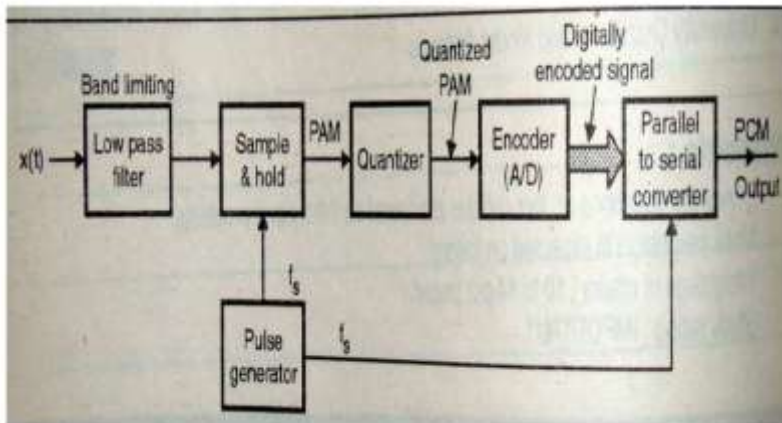 Band limiting
x(t)
Low pass
filter
Sample
& hold
PAM
Quantizer
Quantized
PAM
Encoder
(A/D)
Digitally
encoded signal
Parallel
to serial
converter
PCM
Output
fs
Pulse
generator
fs